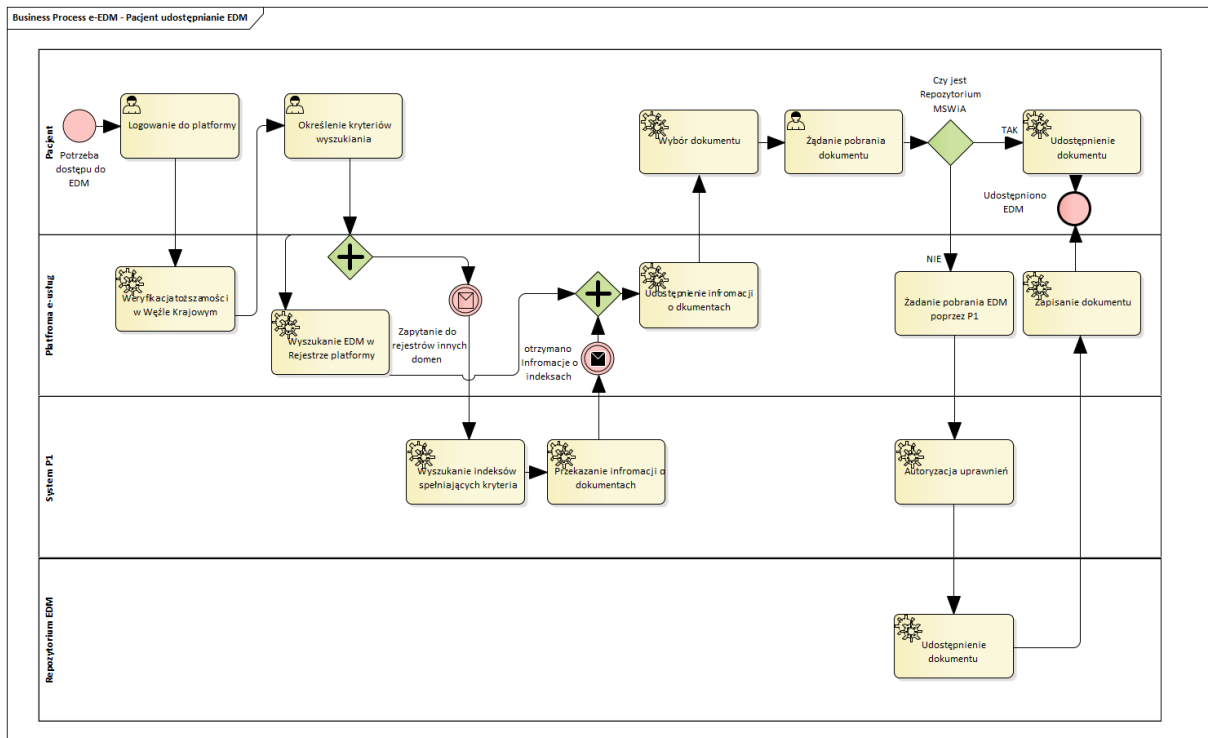 Business Process e-EDM - Pacjent udostępnianie EDM
Pacjent
Potrzeba
dostępu do
EDM
Logowanie do platformy
Określenie kryteriów
wyszukiania
Wybór dokumentu
Żądanie pobrania
dokumentu
Czy jest
Repozytorium
MSWiA
TAK
Udostępnienie
dokumentu
Udostępniono
EDM
NIE
Platfroma e-usług
Weryfikacja toższamości
w Węźle Krajowym
Wyszukanie EDM w
Rejestrze platformy
Zapytanie do
rejestrów innych
domen
otrzymano
Infromacje o
indeksach
Udostępnienie infromacji
o dkumentach
Żadanie pobrania EDM
poprzez P1
Zapisanie dokumentu
System P1
Wyszukanie indeksów
spełniających kryteria
Przekazanie infromacji o
dokumentach
Autoryzacja uprawnień
Repozytorium EDM
Udostępnienie
dokumentu